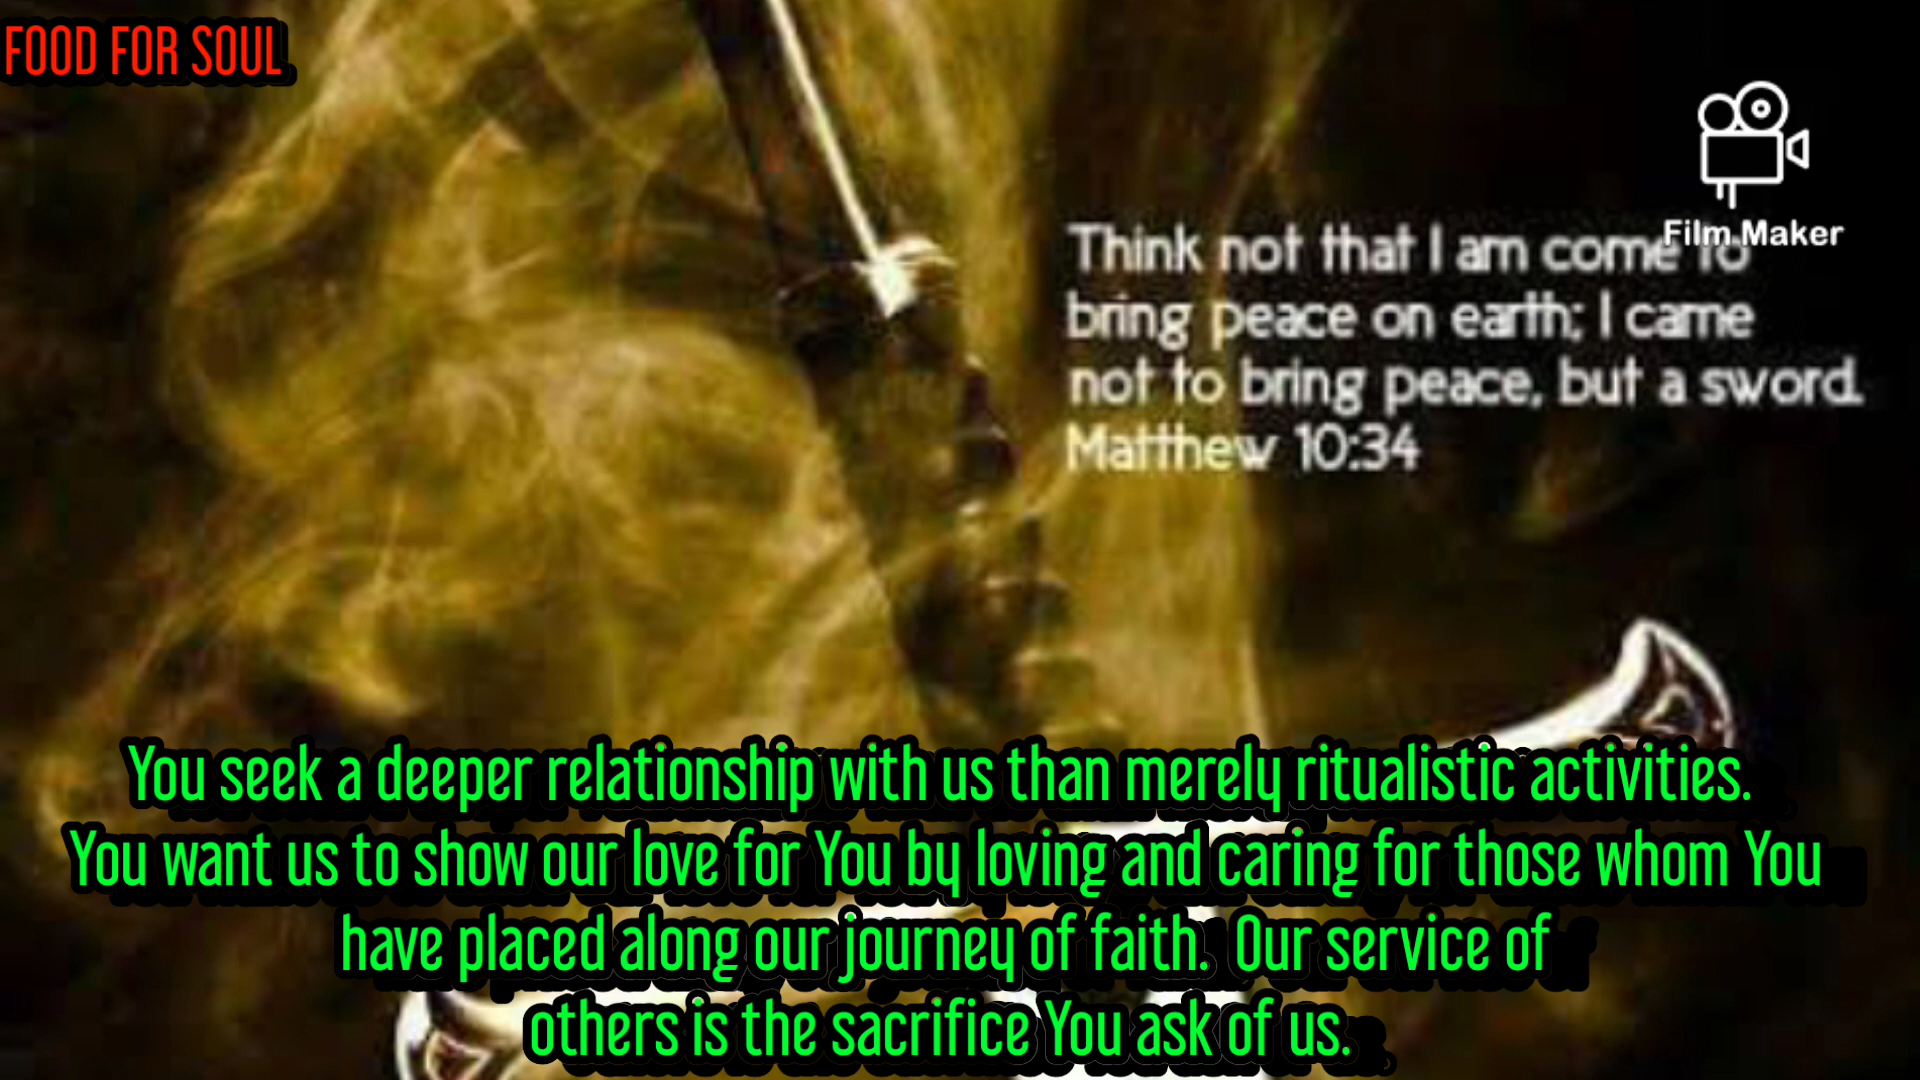 FOOD FOR SOUL
Film Maker
Think not that I am come to
bring peace on earth; I came
not to bring peace, but a sword.
Matthew 10:34
You seek a deeper relationship with us than merely ritualistic activities.
You want us to show our love for You by loving and caring for those whom You
have placed along our journey of faith. Our service of
others is the sacrifice You ask of us.